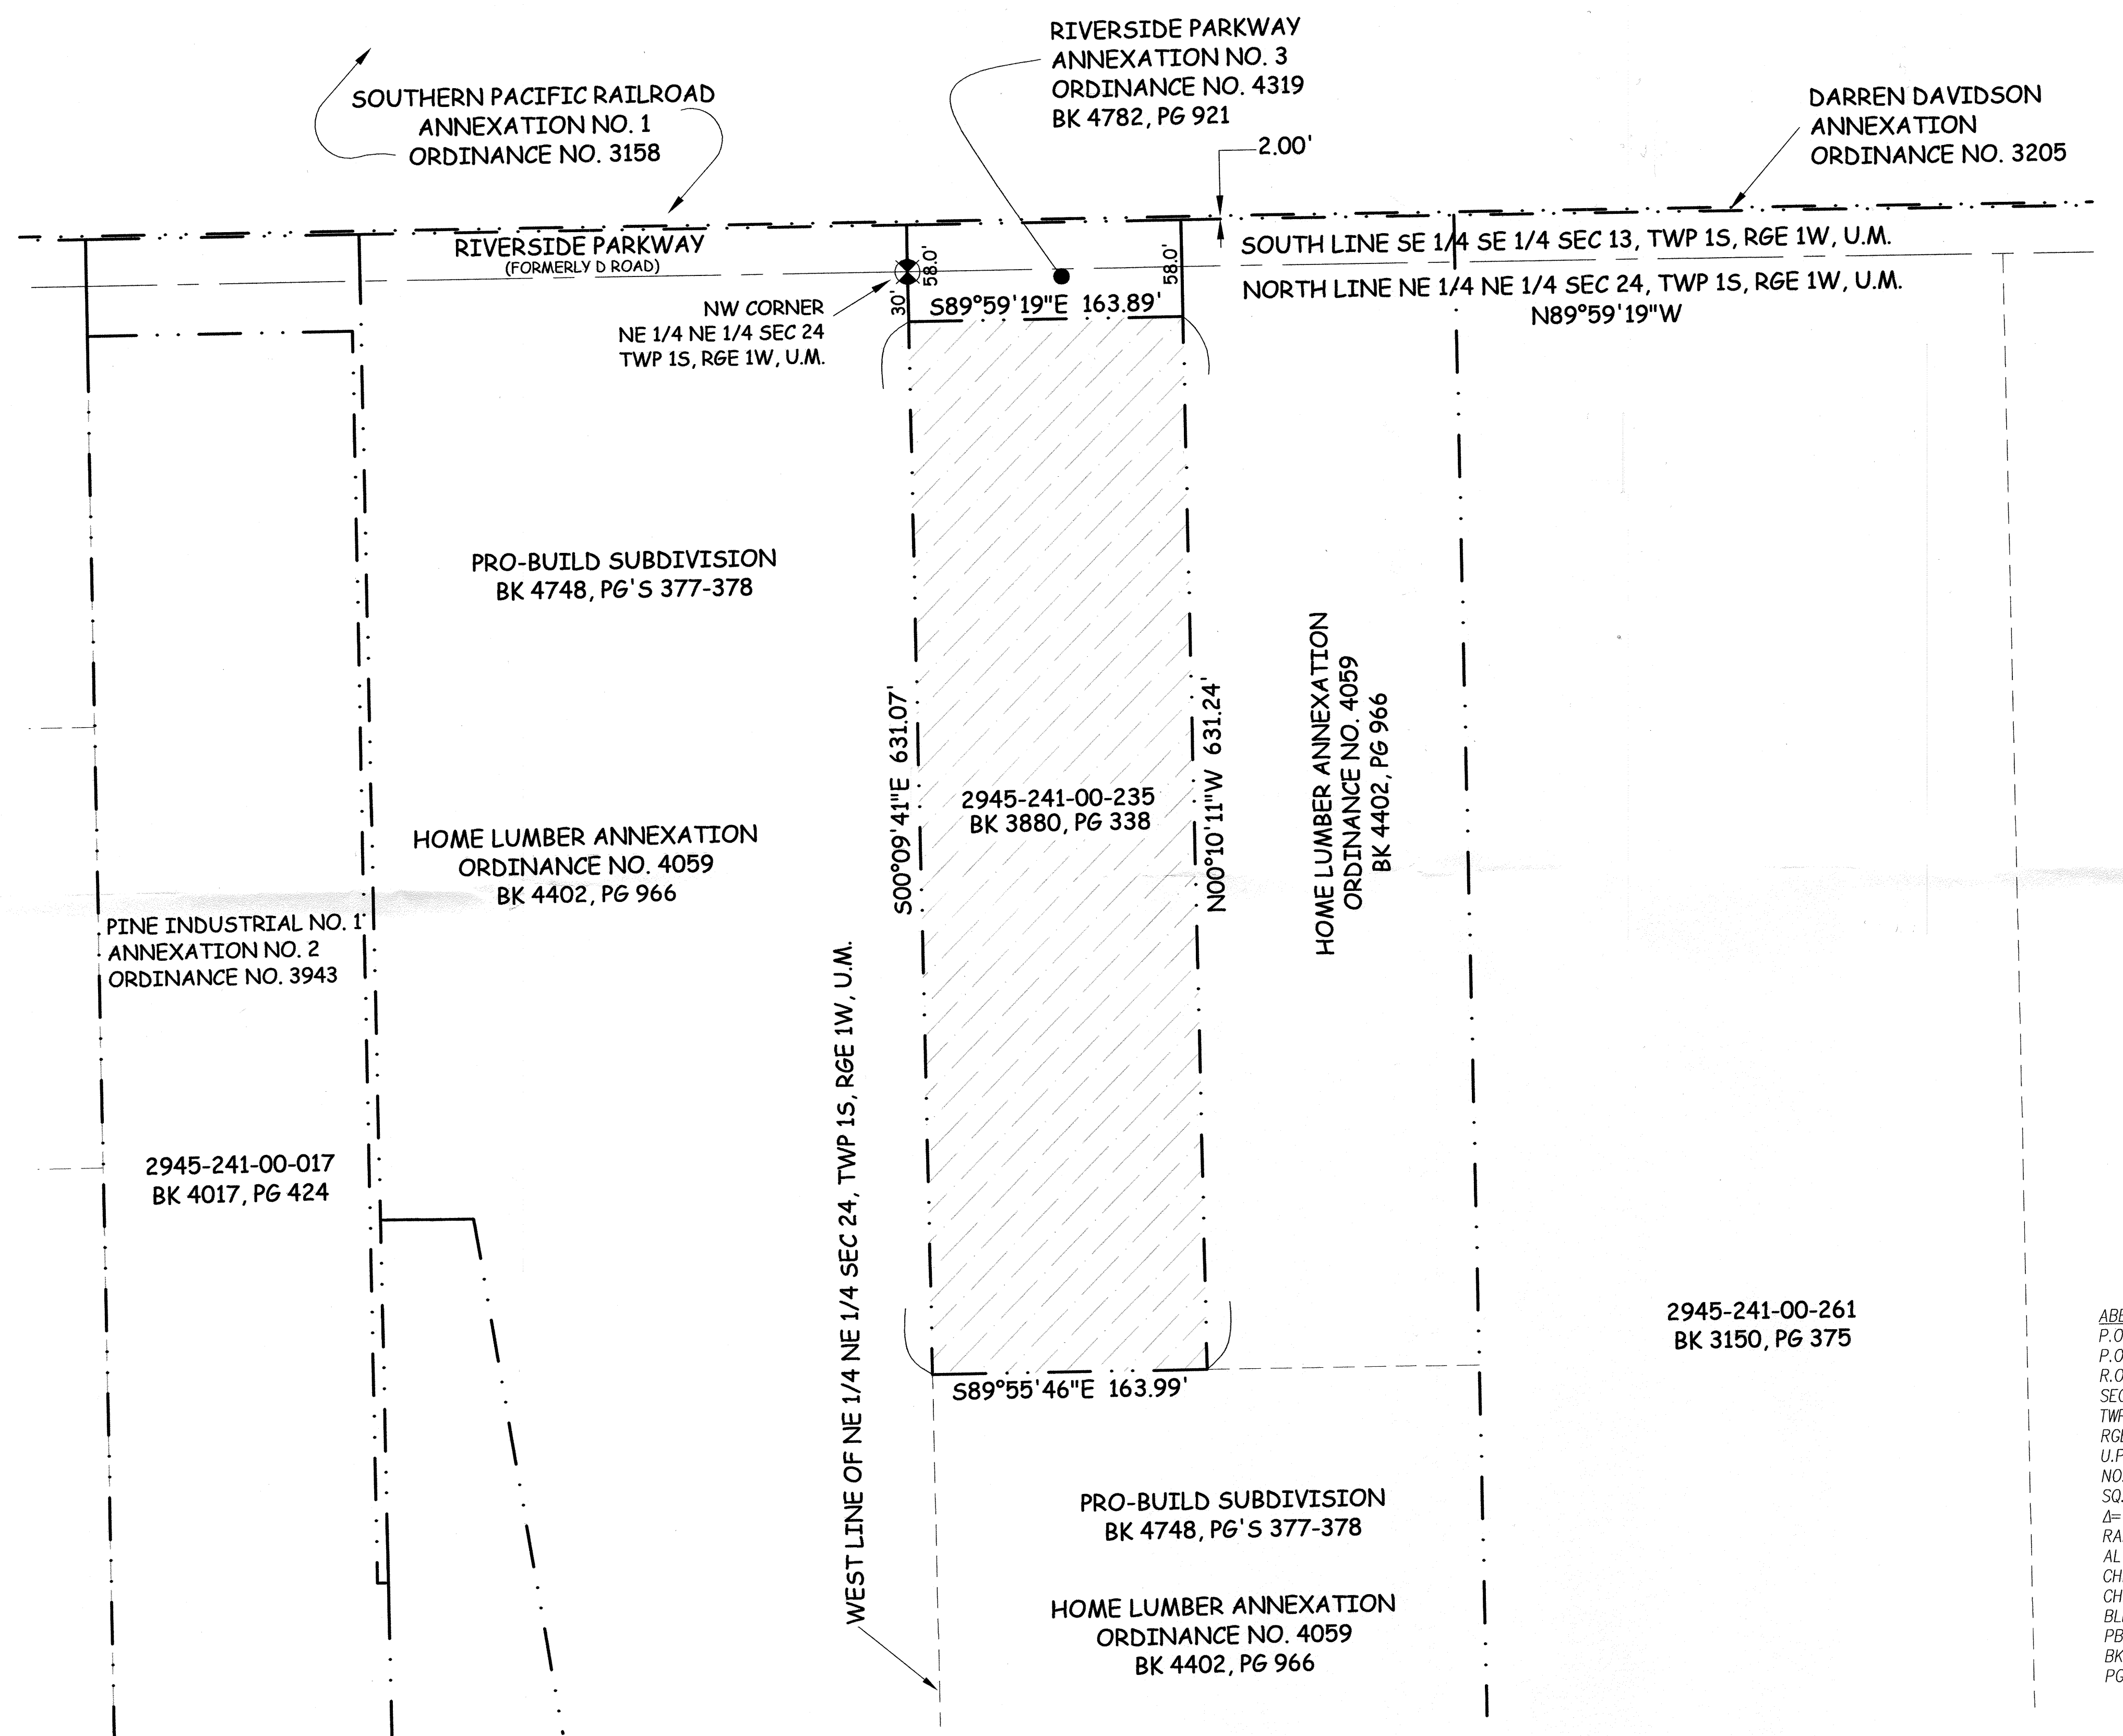 RIVERSIDE PARKWAY
ANNEXATION NO. 3
ORDINANCE NO. 4319
BK 4782, PG 921
SOUTHERN PACIFIC RAILROAD
ANNEXATION NO. 1
ORDINANCE NO. 3158
DARREN DAVIDSON
ANNEXATION
ORDINANCE NO. 3205
2.00'
RIVERSIDE PARKWAY
(FORMERLY D ROAD)
SOUTH LINE SE 1/4 SE 1/4 SEC 13, TWP 1S, RGE 1W, U.M.
NORTH LINE NE 1/4 NE 1/4 SEC 24, TWP 1S, RGE 1W, U.M.
N89°59'19"W
58.0'
58.0'
30'
S89°59'19"E 163.89'
NW CORNER
NE 1/4 NE 1/4 SEC 24
TWP 1S, RGE 1W, U.M.
PRO-BUILD SUBDIVISION
BK 4748, PG'S 377-378
HOME LUMBER ANNEXATION
ORDINANCE NO. 4059
BK 4402, PG 966
S00°09'41"E 631.07'
2945-241-00-235
BK 3880, PG 338
N00°10'11"W 631.24'
HOME LUMBER ANNEXATION
ORDINANCE NO. 4059
BK 4402, PG 966
PINE INDUSTRIAL NO. 1
ANNEXATION NO. 2
ORDINANCE NO. 3943
WEST LINE OF NE 1/4 NE 1/4 SEC 24, TWP 1S, RGE 1W, U.M.
2945-241-00-017
BK 4017, PG 424
2945-241-00-261
BK 3150, PG 375
S89°55'46"E 163.99'
PRO-BUILD SUBDIVISION
BK 4748, PG'S 377-378
HOME LUMBER ANNEXATION
ORDINANCE NO. 4059
BK 4402, PG 966
P.O
P.O
R.O
NO.
SQ.
Δ=
AL
CH
BK
PG